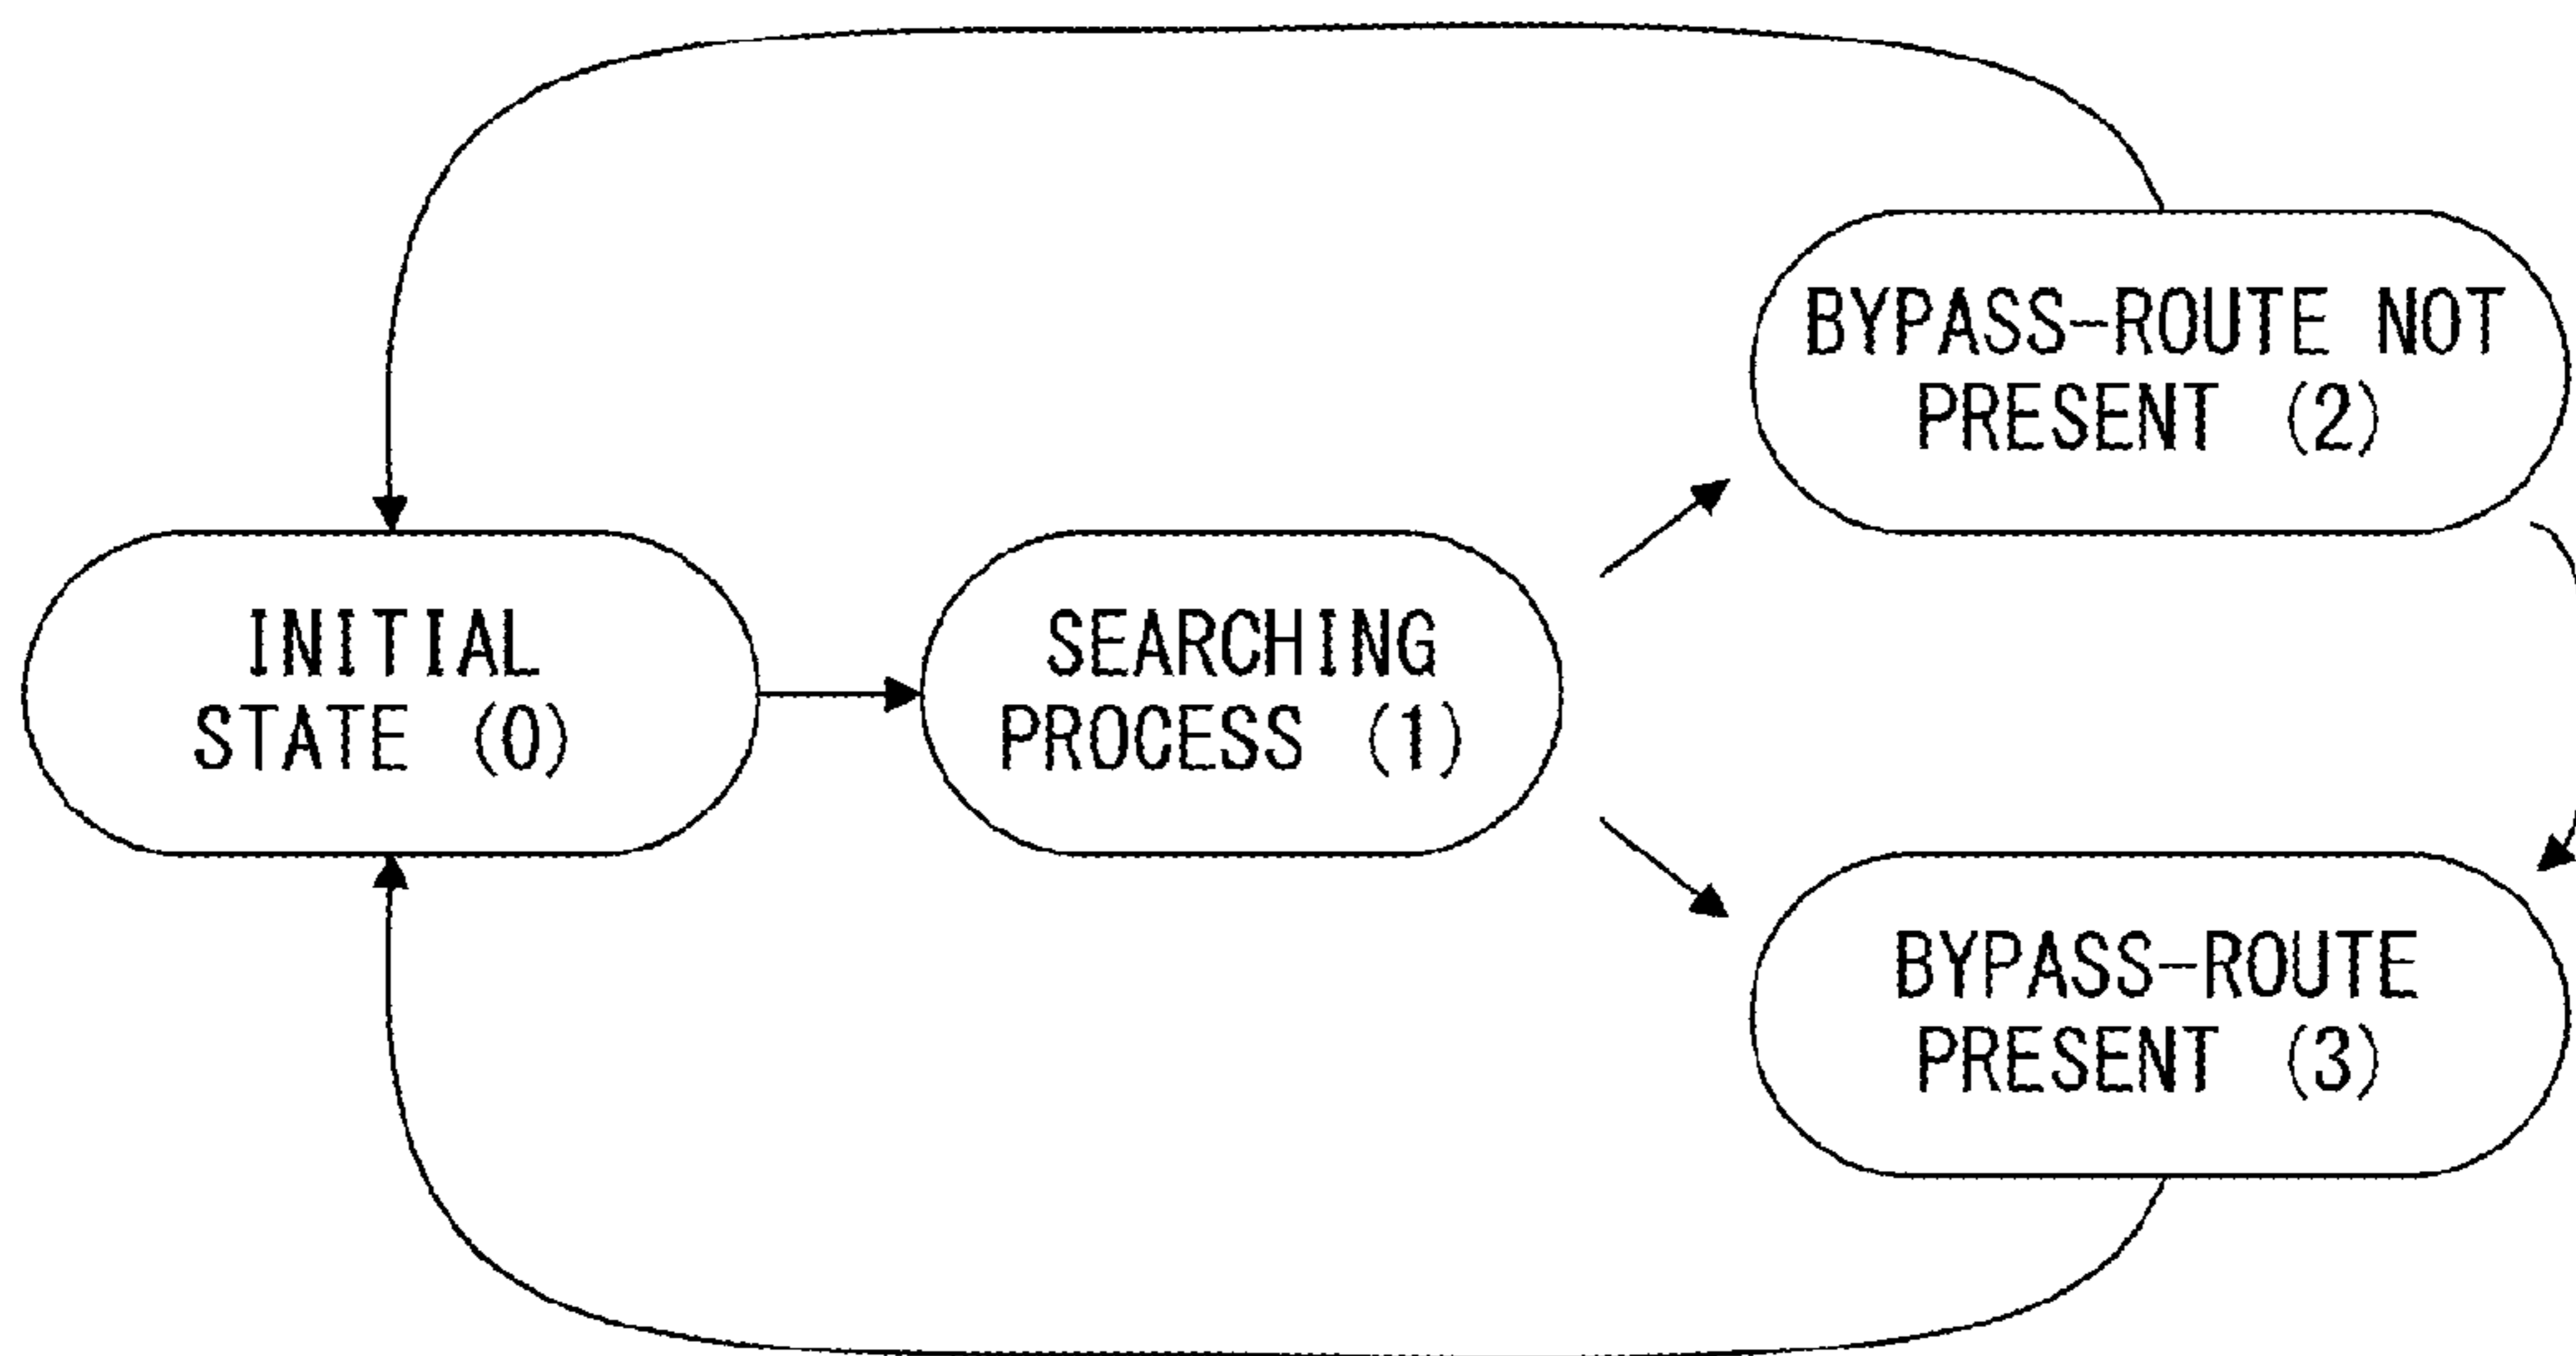 BYPASS-ROUTE NOT
PRESENT (2)
INITIAL
STATE (0)
SEARCHING
PROCESS (1)
BYPASS-ROUTE
PRESENT (3)